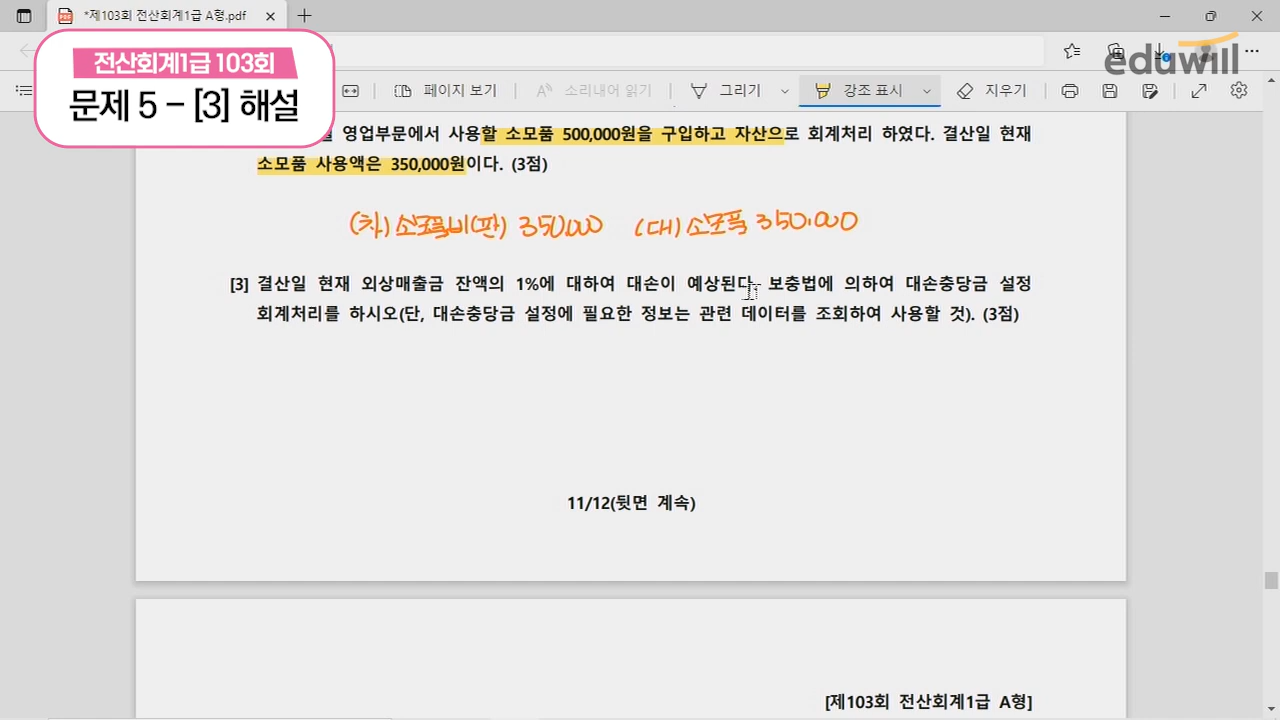 *제103회 전산회계1급 A형.pdf
전산회계1급 103회
문제 5 – [3] 해설
eduwill
페이지 보기
소리내어 읽기
그리기
강조 표시
지우기
영업부문에서 사용할 소모품 500,000원을 구입하고 자산으로 회계처리 하였다. 결산일 현재
소모품 사용액은 350,000원이다. (3점)
(차) 소모품비(판) 350,000 (대) 소모품 350,000
[3] 결산일 현재 외상매출금 잔액의 1%에 대하여 대손이 예상된다. 보충법에 의하여 대손충당금 설정
회계처리를 하시오(단, 대손충당금 설정에 필요한 정보는 관련 데이터를 조회하여 사용할 것). (3점)
11/12(뒷면 계속)
[제103회 전산회계1급 A형]